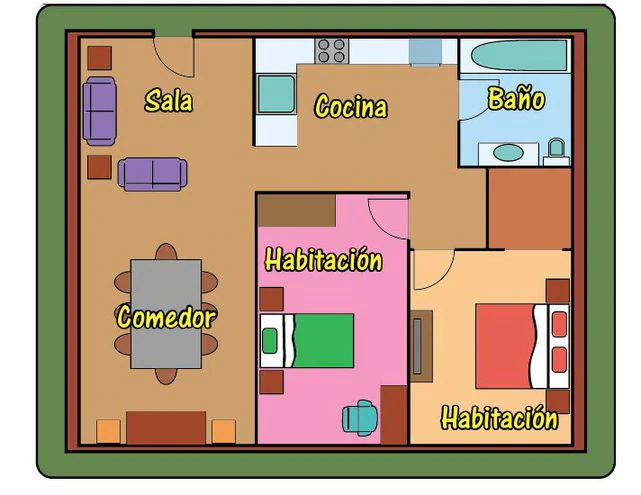 Sala
Cocina
Baño
Habitación
Comedor
Habitación